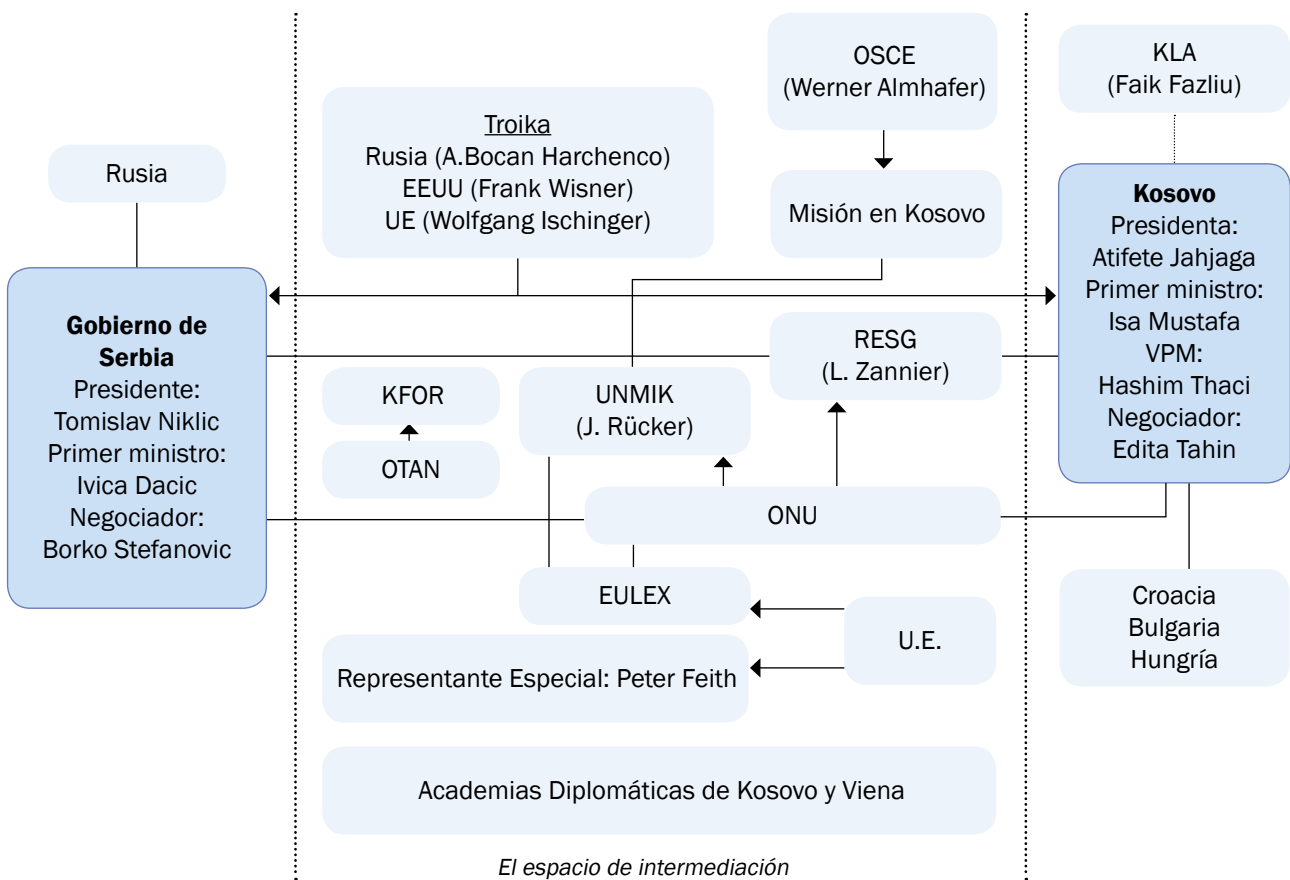 Rusia
Gobierno de
Serbia
Presidente:
Tomislav Niklic
Primer ministro:
Ivica Dacic
Negociador:
Borko Stefanovic
Troika
Rusia (A.Bocan Harchenco)
EEUU (Frank Wisner)
UE (Wolfgang Ischinger)
OSCE
(Werner Almhafer)
Misión en Kosovo
KFOR
OTAN
UNMIK
(J. Rücker)
RESG
(L. Zannier)
ONU
EULEX
U.E.
Representante Especial: Peter Feith
Academias Diplomáticas de Kosovo y Viena
El espacio de intermediación
KLA
(Faik Fazliu)
Kosovo
Presidenta:
Atifete Jahjaga
Primer ministro:
Isa Mustafa
VPM:
Hashim Thaci
Negociador:
Edita Tahin
Croacia
Bulgaria
Hungría